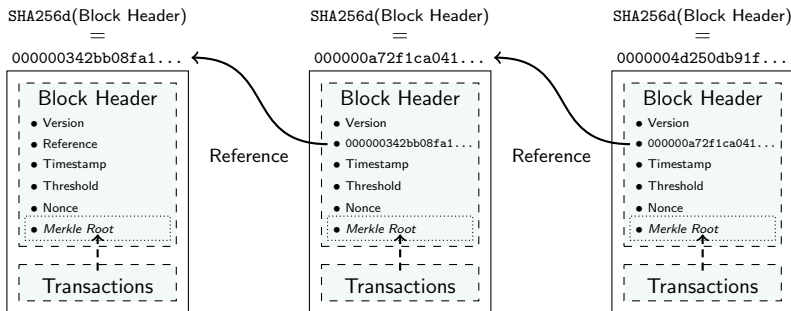 SHA256d(Block Header)
=
000000342bb08fa1...
Block Header
• Version
• Reference
• Timestamp
• Threshold
• Nonce
• Merkle Root
Transactions
Reference
SHA256d(Block Header)
=
000000a72f1ca041...
Block Header
• Version
• 000000342bb08fa1...
• Timestamp
• Threshold
• Nonce
• Merkle Root
Transactions
Reference
SHA256d(Block Header)
=
0000004d250db91f...
Block Header
• Version
• 000000a72f1ca041...
• Timestamp
• Threshold
• Nonce
• Merkle Root
Transactions